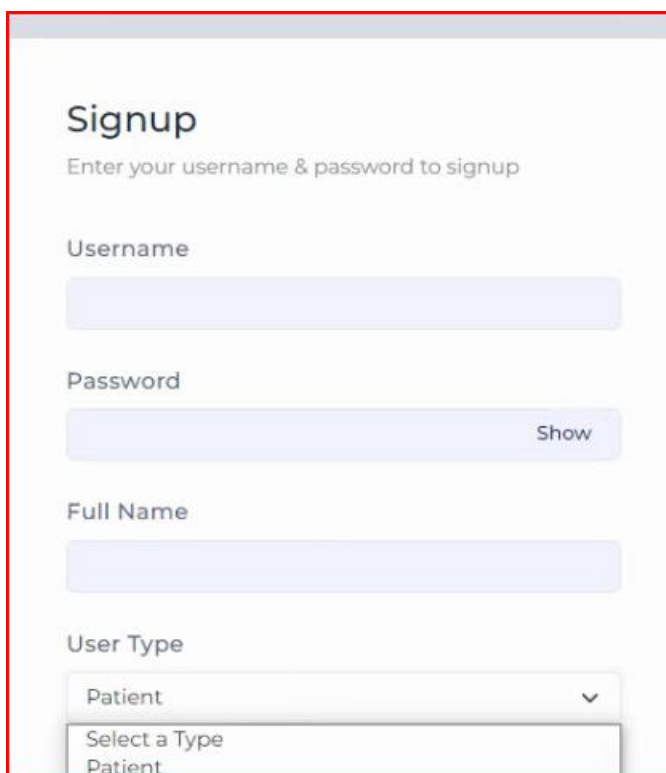 Signup
Enter your username & password to signup
Username
Password
Show
Full Name
User Type
Patient
Select a Type
Patient